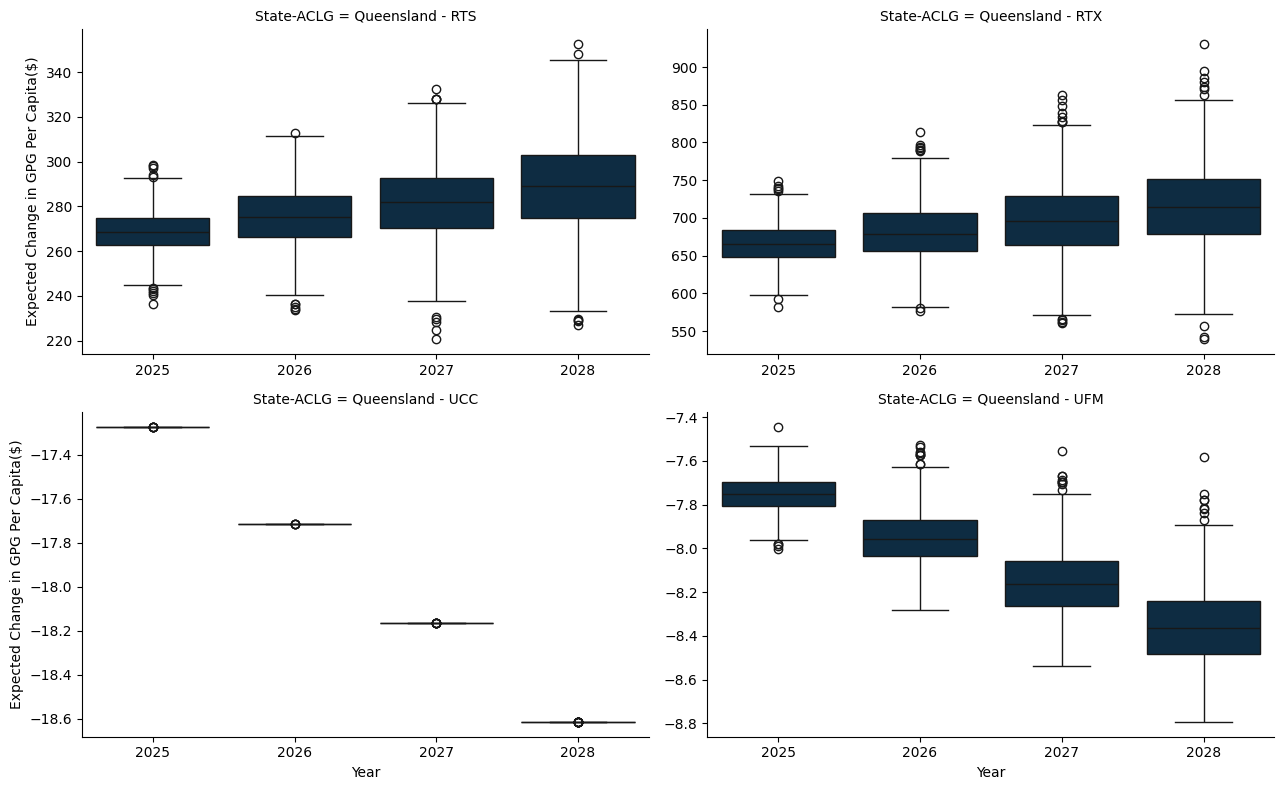 State-ACLG = Queensland - RTS
Expected Change in GPG Per Capita($)
340
320
300
280
260
240
220
2025 2026 2027 2028
State-ACLG = Queensland - RTX
900
850
800
750
700
650
600
550
2025 2026 2027 2028
State-ACLG = Queensland - UCC
Expected Change in GPG Per Capita($)
−17.4
−17.6
−17.8
−18.0
−18.2
−18.4
−18.6
2025 2026 2027 2028
Year
State-ACLG = Queensland - UFM
−7.4
−7.6
−7.8
−8.0
−8.2
−8.4
−8.6
−8.8
2025 2026 2027 2028
Year